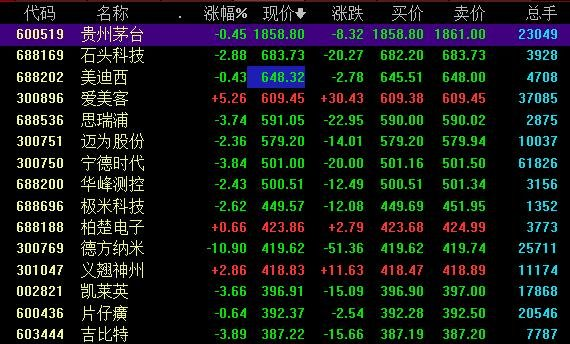 代码 名称 . 涨幅% 现价↓ 涨跌 买价 卖价 总手
600519 贵州茅台 -0.45 1858.80 -8.32 1858.80 1861.00 23049
688169 石头科技 -2.88 683.73 -20.27 682.20 683.73 3928
688202 美迪西 -0.43 648.32 -2.78 645.51 648.00 4708
300896 爱美客 +5.26 609.45 +30.43 609.38 609.45 37085
688536 思瑞浦 -3.74 591.05 -22.95 590.00 590.02 2875
300751 迈为股份 -2.36 579.20 -14.01 579.20 579.94 10037
300750 宁德时代 -3.84 501.00 -20.00 501.16 501.50 61826
688200 华峰测控 -2.43 500.51 -12.49 500.51 501.34 3156
688696 极米科技 -2.62 449.57 -12.08 449.69 451.95 1352
688188 柏楚电子 +0.66 423.86 +2.79 423.68 424.99 3773
300769 德方纳米 -10.90 419.62 -51.36 419.62 419.74 25711
301047 义翘神州 +2.86 418.83 +11.63 418.47 418.89 11174
002821 凯莱英 -3.66 396.91 -15.09 396.90 397.00 17868
600436 片仔癀 -0.64 392.37 -2.54 392.28 392.50 20546
603444 吉比特 -3.89 387.22 -15.66 387.19 387.20 7787